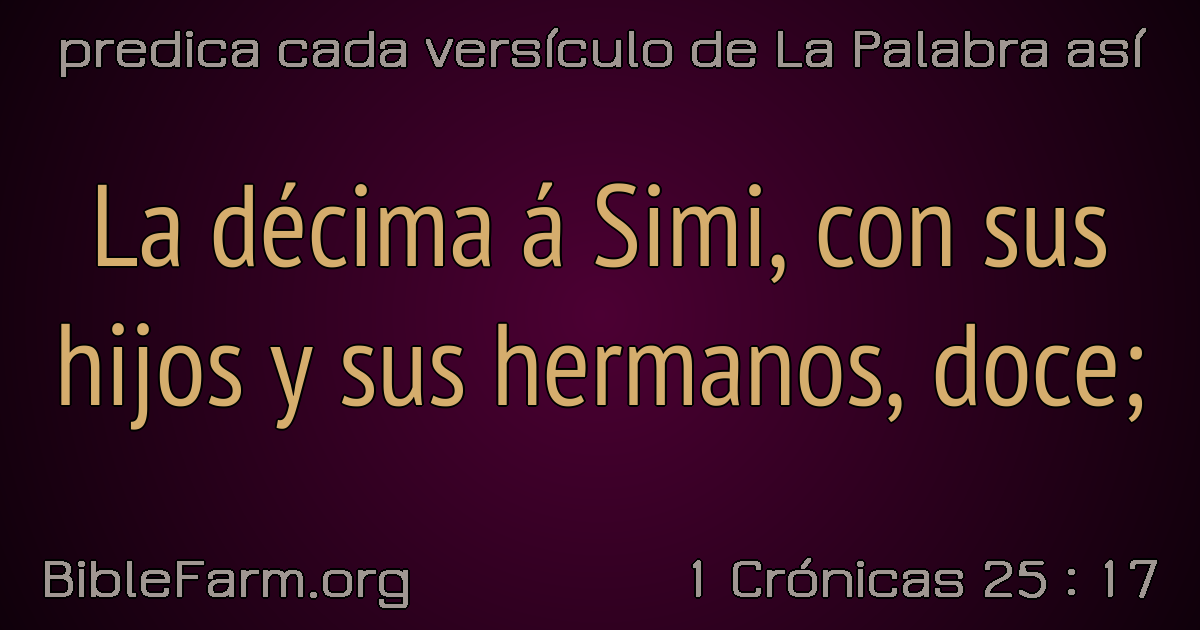 predica cada versículo de La Palabra así
La décima á Simi, con sus
hijos y sus hermanos, doce;
BibleFarm.org
1 Crónicas 25 : 17